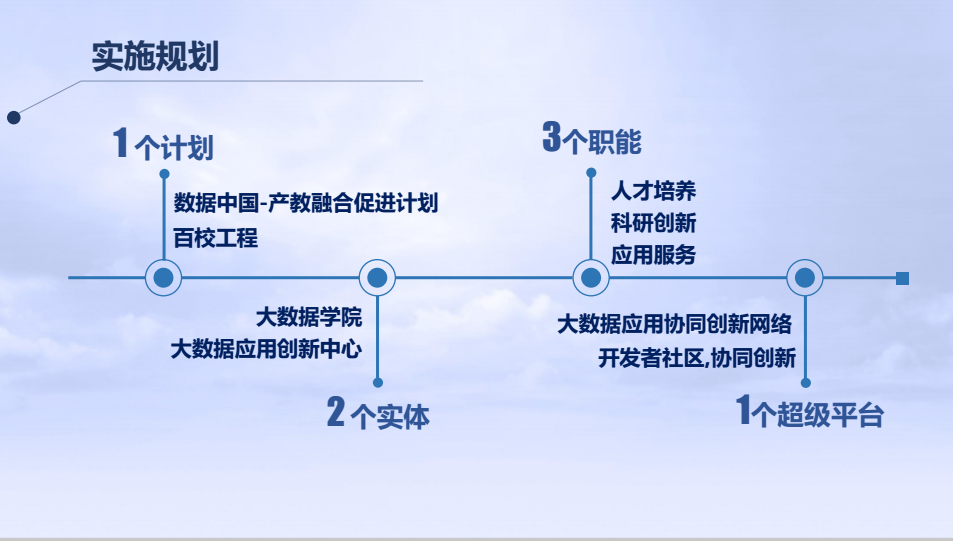 实施规划
1个计划
数据中国-产教融合促进计划
百校工程
大数据学院
大数据应用创新中心
2个实体
3个职能
人才培养
科研创新
应用服务
大数据应用协同创新网络
开发者社区,协同创新
1个超级平台